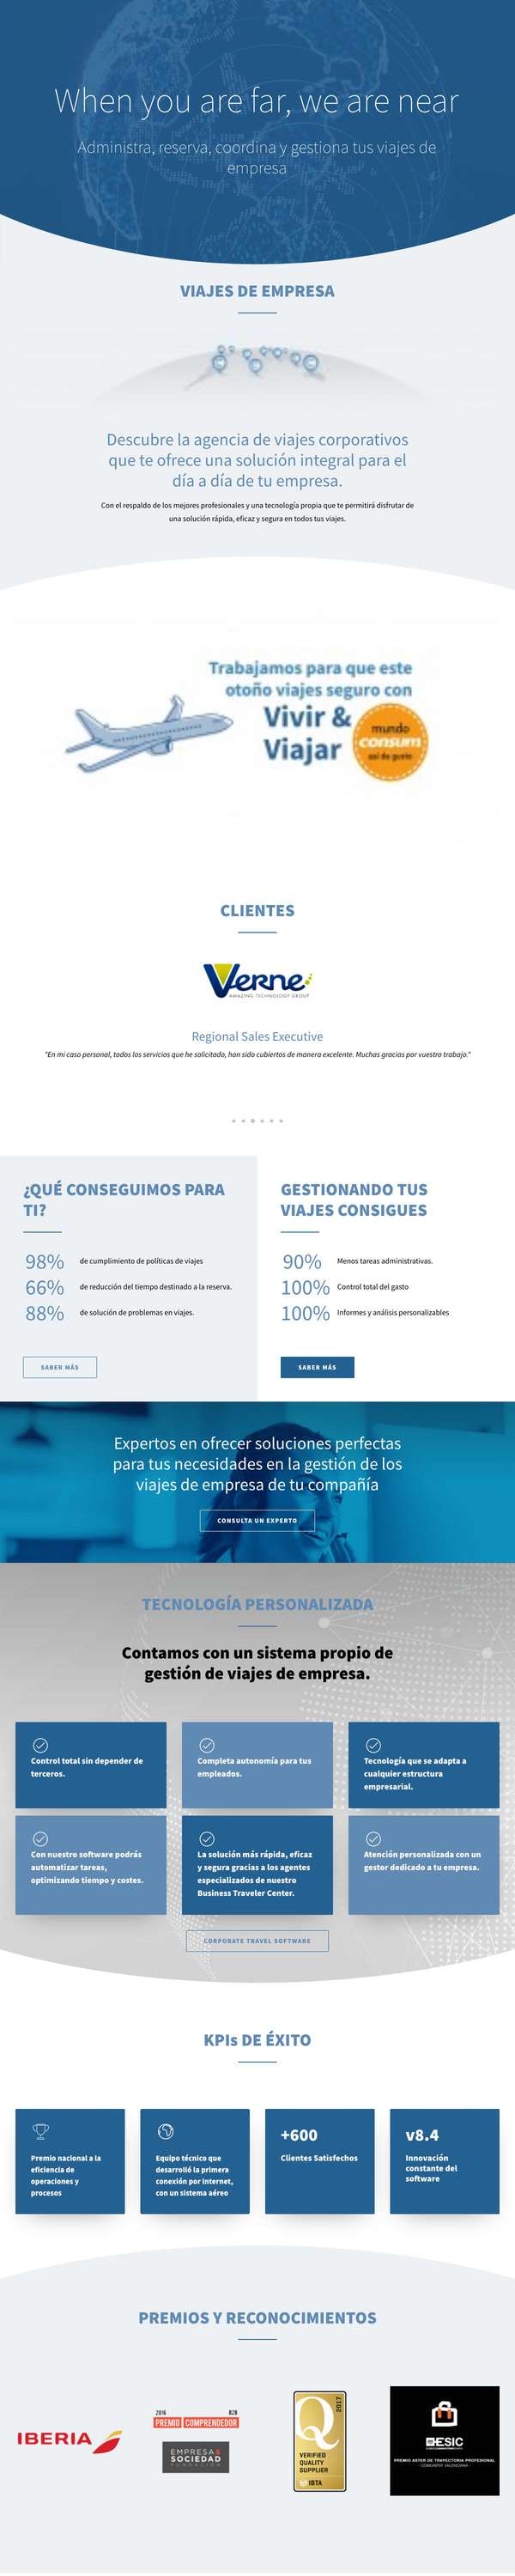 When you are far, we are near
Administra, reserva, coordina y gestiona tus viajes de
empresa
VIAJES DE EMPRESA
Descubre la agencia de viajes corporativos
que te ofrece una solución integral para el
día a día de tu empresa.
Con el respaldo de los mejores profesionales y una tecnología propia que te permitirá disfrutar de
una solución rápida, eficaz y segura en todos tus viajes.
Trabajamos para que este
otoño viajes seguro con
Vivir &
Viajar
mundo
consum
así da gusto
CLIENTES
Verne
AMAZING TECHNOLOGY GROUP
Regional Sales Executive
"En mi caso personal, todos los servicios que he solicitado, han sido cubiertos de manera excelente. Muchas gracias por vuestro trabajo."
¿QUÉ CONSEGUIMOS PARA
TI?
98% de cumplimiento de políticas de viajes
66% de reducción del tiempo destinado a la reserva.
88% de solución de problemas en viajes.
SABER MÁS
GESTIONANDO TUS
VIAJES CONSIGUES
90% Menos tareas administrativas.
100% Control total del gasto
100% Informes y análisis personalizables
SABER MÁS
Expertos en ofrecer soluciones perfectas
para tus necesidades en la gestión de los
viajes de empresa de tu compañía
CONSULTA UN EXPERTO
TECNOLOGÍA PERSONALIZADA
Contamos con un sistema propio de
gestión de viajes de empresa.
Control total sin depender de
terceros.
Completa autonomía para tus
empleados.
Tecnología que se adapta a
cualquier estructura
empresarial.
Con nuestro software podrás
automatizar tareas,
optimizando tiempo y costes.
La solución más rápida, eficaz
y segura gracias a los agentes
especializados de nuestro
Business Traveler Center.
Atención personalizada con un
gestor dedicado a tu empresa.
CORPORATE TRAVEL SOFTWARE
KPIs DE ÉXITO
Premio nacional a la
eficiencia de
operaciones y
procesos
Equipo técnico que
desarrolló la primera
conexión por Internet,
con un sistema aéreo
+600
Clientes Satisfechos
v8.4
Innovación
constante del
software
PREMIOS Y RECONOCIMIENTOS
IBERIA
2016 B2B
PREMIO COMPRENDEDOR
EMPRESA&
SOCIEDAD
FUNDACIÓN
Q
2017
VERIFIED
QUALITY
SUPPLIER
IBTA
ESIC
PREMIO ASTER DE TRAYECTORIA PROFESIONAL
COMUNITAT VALENCIANA